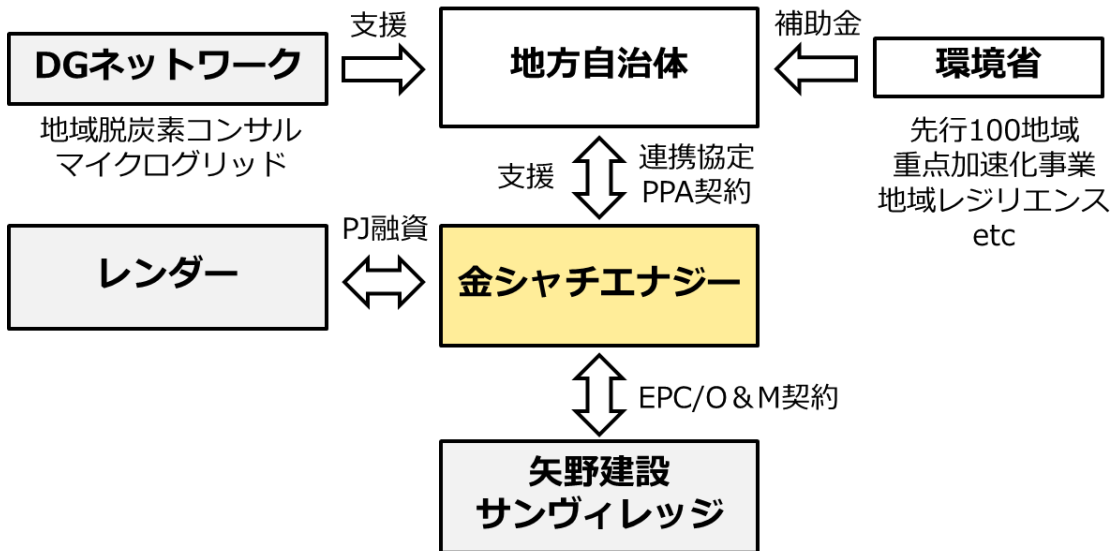 支援
補助金
DGネットワーク
地方自治体
環境省
地域脱炭素コンサル
マイクログリッド
先行100地域
重点加速化事業
地域レジリエンス
etc
支援
連携協定
PPA契約
PJ融資
レンダー
金シャチエナジー
EPC/O＆M契約
矢野建設
サンヴィレッジ